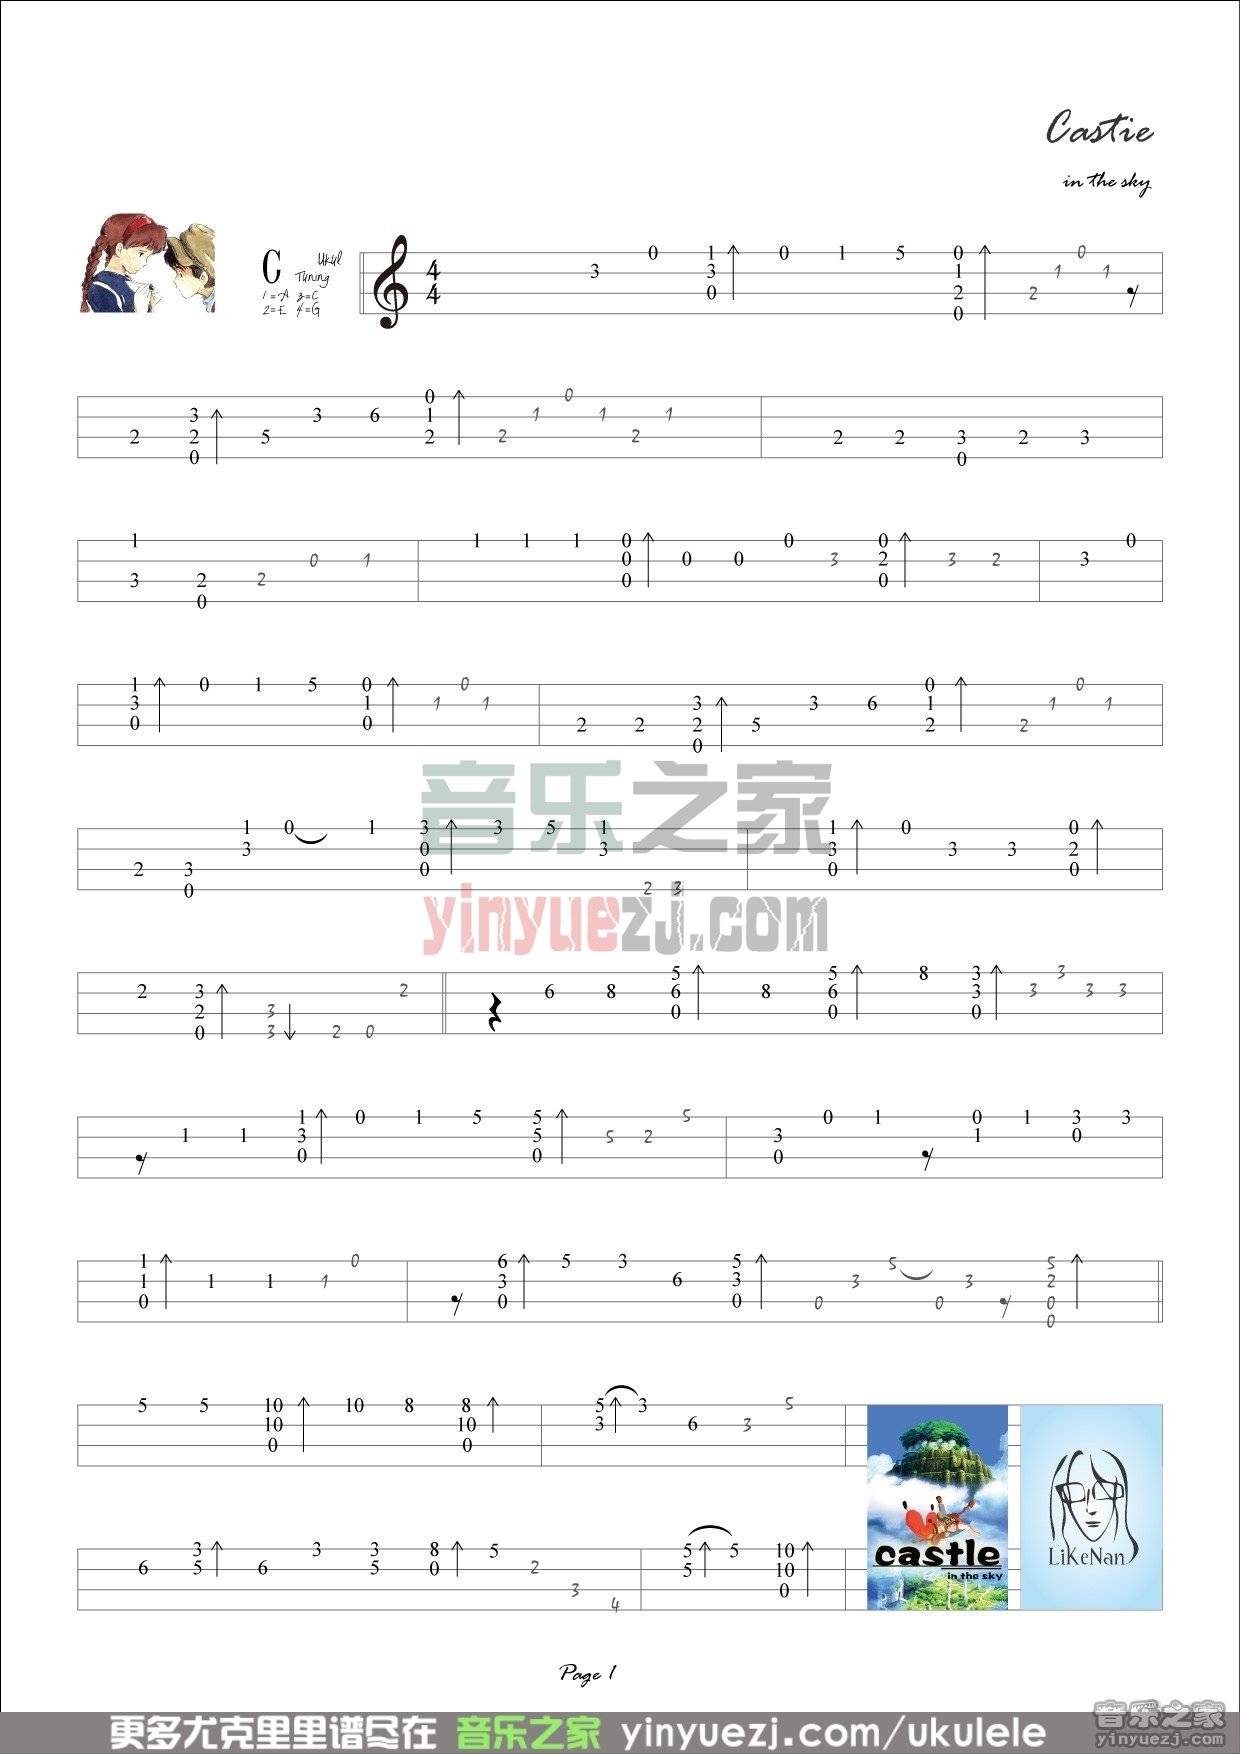 Castie
in the sky
C Ukul
Tuning
1=A 3=C
2=E 4=G
4
4
3 0 1 3 0 0 1 5 0 1 2 0 2 1 0 1
2 3 2 0 5 3 6 0 1 2 2 1 0 1 2 1 2 2 3 0 2 3
1 3 2 0 2 0 1 1 1 1 0 0 0 0 0 0 3 0 2 0 3 2 3 0
1 3 0 0 1 5 0 1 0 1 0 1 2 2 3 2 0 5 3 6 0 1 2 2 1 0 1
音乐之家
2 3 0 1 3 0 1 3 0 0 3 5 1 3 2 3 1 3 0 0 3 3 0 2 0
yinyuezj.com
2 3 2 0 3 3 2 0 2 6 8 5 6 0 8 5 6 0 8 3 3 0 3 3 3 3
1 1 1 3 0 0 1 5 5 5 0 5 2 5 3 0 0 1 0 1 1 3 0 3
1 1 0 1 1 1 0 6 3 0 5 3 6 5 3 0 0 3 5 0 3 5 2 0 0
5 5 10 10 0 10 8 8 10 0 5 3 3 6 3 5
castle
in the sky
LiKeNan
6 3 5 6 3 3 5 8 0 5 2 3 4 5 5 5 10 10 0
Page 1
更多尤克里里谱尽在 音乐之家 yinyuezj.com/ukulele
音乐之家
yinyuezj.com